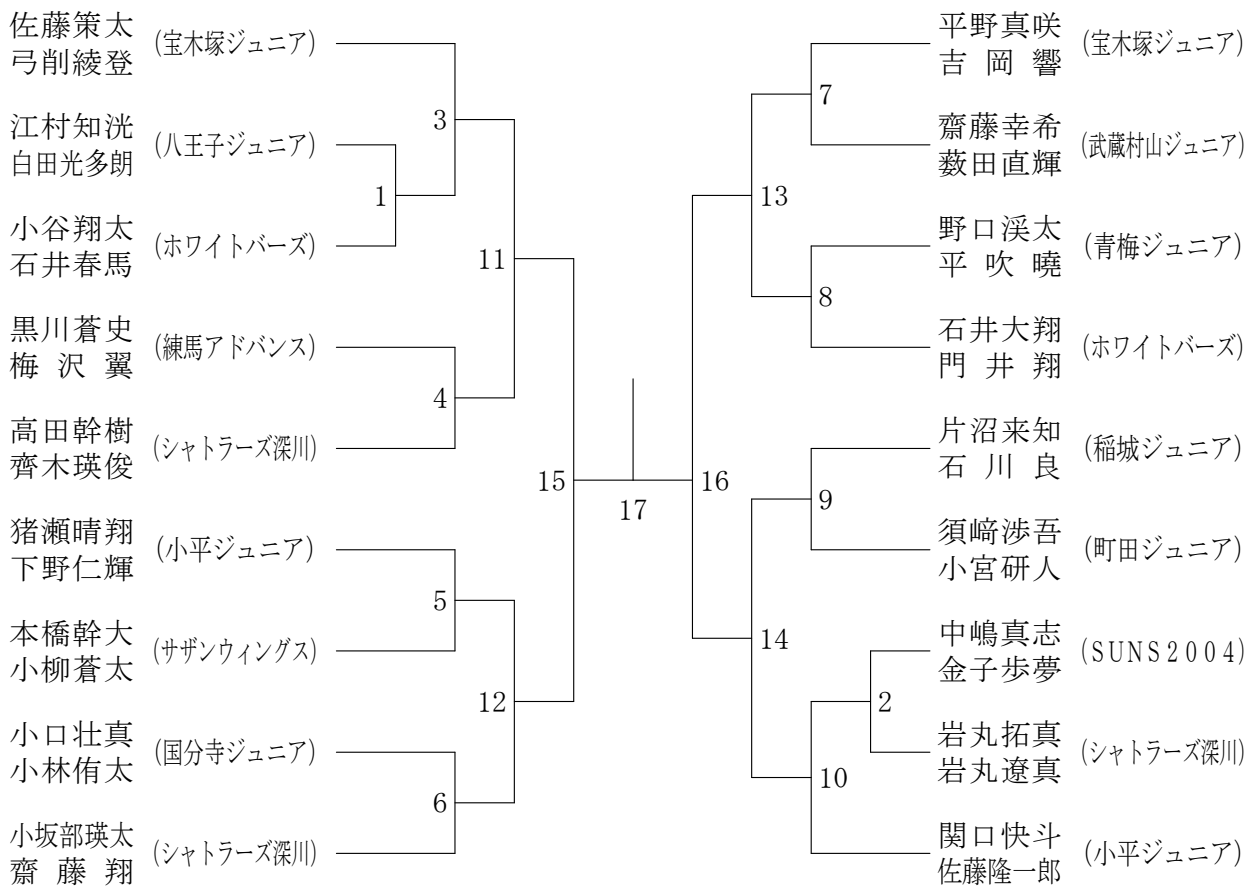 佐藤策太
弓削綾登
(宝木塚ジュニア)
江村知洸
白田光多朗
(八王子ジュニア)
小谷翔太
石井春馬
(ホワイトバーズ)
黒川蒼史
梅沢翼
(練馬アドバンス)
高田幹樹
齊木瑛俊
(シャトラーズ深川)
猪瀬晴翔
下野仁輝
(小平ジュニア)
本橋幹大
小柳蒼太
(サザンウィングス)
小口壮真
小林侑太
(国分寺ジュニア)
小坂部瑛太
齋藤翔
(シャトラーズ深川)
3
1
11
4
15
5
12
6
17
16
7
13
8
9
14
2
10
平野真咲
吉岡響
(宝木塚ジュニア)
齋藤幸希
薮田直輝
(武蔵村山ジュニア)
野口渓太
平吹曉
(青梅ジュニア)
石井大翔
門井翔
(ホワイトバーズ)
片沼来知
石川良
(稲城ジュニア)
須﨑渉吾
小宮研人
(町田ジュニア)
中嶋真志
金子歩夢
(SUNS2004)
岩丸拓真
岩丸遼真
(シャトラーズ深川)
関口快斗
佐藤隆一郎
(小平ジュニア)